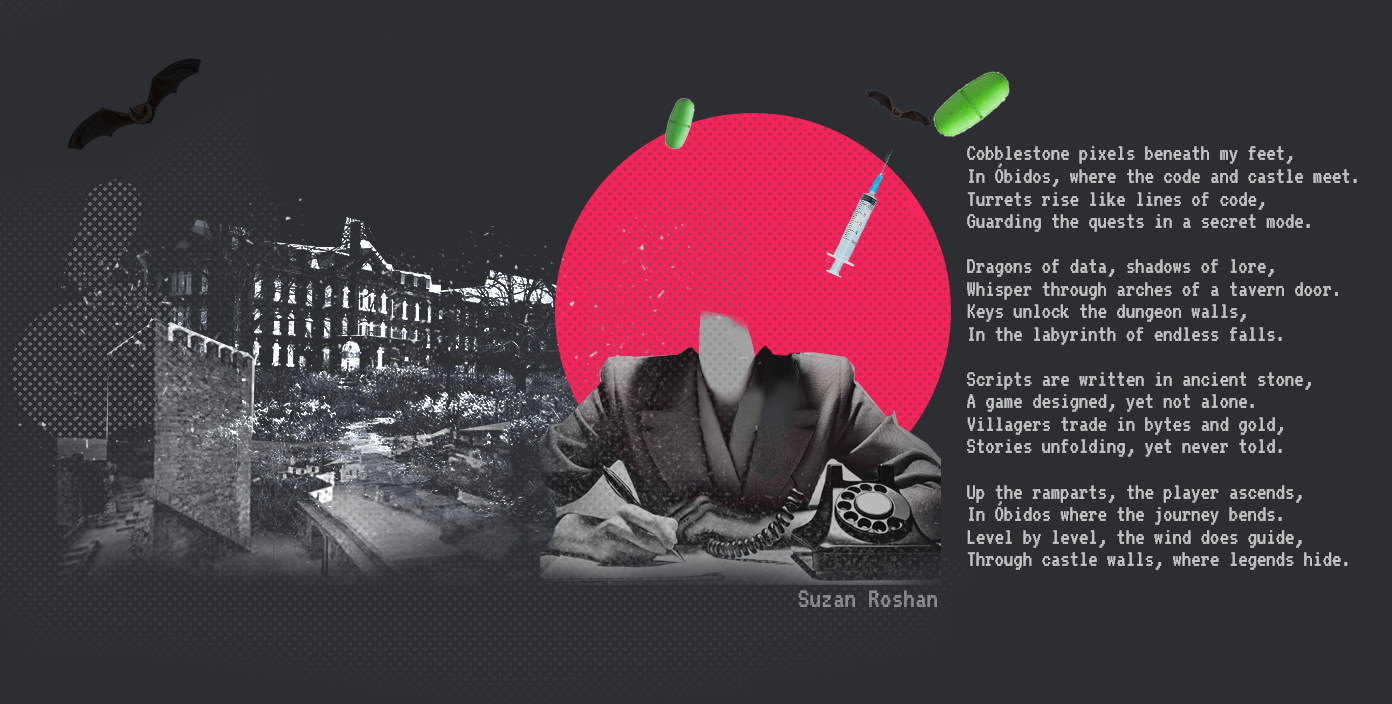 Cobblestone pixels beneath my feet,
In Óbidos, where the code and castle meet.
Turrets rise like lines of code,
Guarding the quests in a secret mode.
Dragons of data, shadows of lore,
Whisper through arches of a tavern door.
Keys unlock the dungeon walls,
In the labyrinth of endless falls.
Scripts are written in ancient stone,
A game designed, yet not alone.
Villagers trade in bytes and gold,
Stories unfolding, yet never told.
Up the ramparts, the player ascends,
In Óbidos where the journey bends.
Level by level, the wind does guide,
Through castle walls, where legends hide.
Suzan Roshan